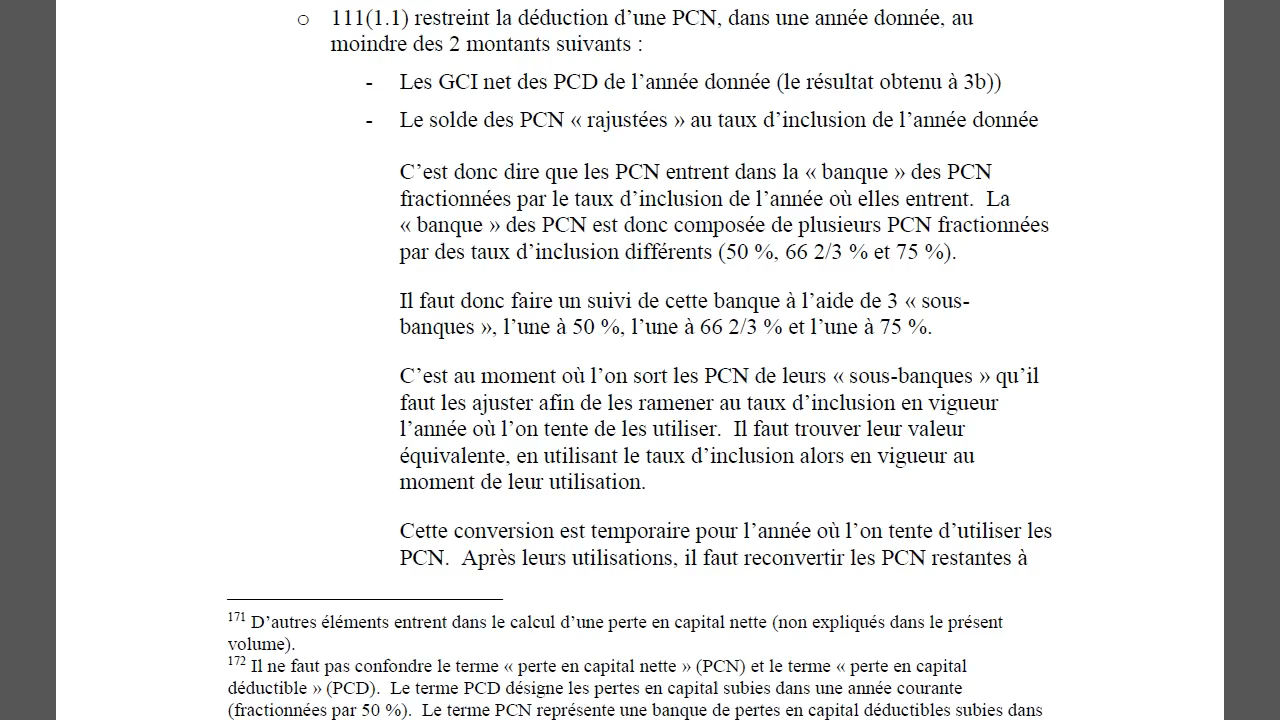 o 111(1.1) restreint la déduction d’une PCN, dans une année donnée, au
moindre des 2 montants suivants :
- Les GCI net des PCD de l’année donnée (le résultat obtenu à 3b))
- Le solde des PCN « rajustées » au taux d’inclusion de l’année donnée
C’est donc dire que les PCN entrent dans la « banque » des PCN
fractionnées par le taux d’inclusion de l’année où elles entrent. La
« banque » des PCN est donc composée de plusieurs PCN fractionnées
par des taux d’inclusion différents (50 %, 66 2/3 % et 75 %).
Il faut donc faire un suivi de cette banque à l’aide de 3 « sous-
banques », l’une à 50 %, l’une à 66 2/3 % et l’une à 75 %.
C’est au moment où l’on sort les PCN de leurs « sous-banques » qu’il
faut les ajuster afin de les ramener au taux d’inclusion en vigueur
l’année où l’on tente de les utiliser. Il faut trouver leur valeur
équivalente, en utilisant le taux d’inclusion alors en vigueur au
moment de leur utilisation.
Cette conversion est temporaire pour l’année où l’on tente d’utiliser les
PCN. Après leurs utilisations, il faut reconvertir les PCN restantes à
171 D’autres éléments entrent dans le calcul d’une perte en capital nette (non expliqués dans le présent
volume).
172 Il ne faut pas confondre le terme « perte en capital nette » (PCN) et le terme « perte en capital
déductible » (PCD). Le terme PCD désigne les pertes en capital subies dans une année courante
(fractionnées par 50 %). Le terme PCN représente une banque de pertes en capital déductibles subies dans